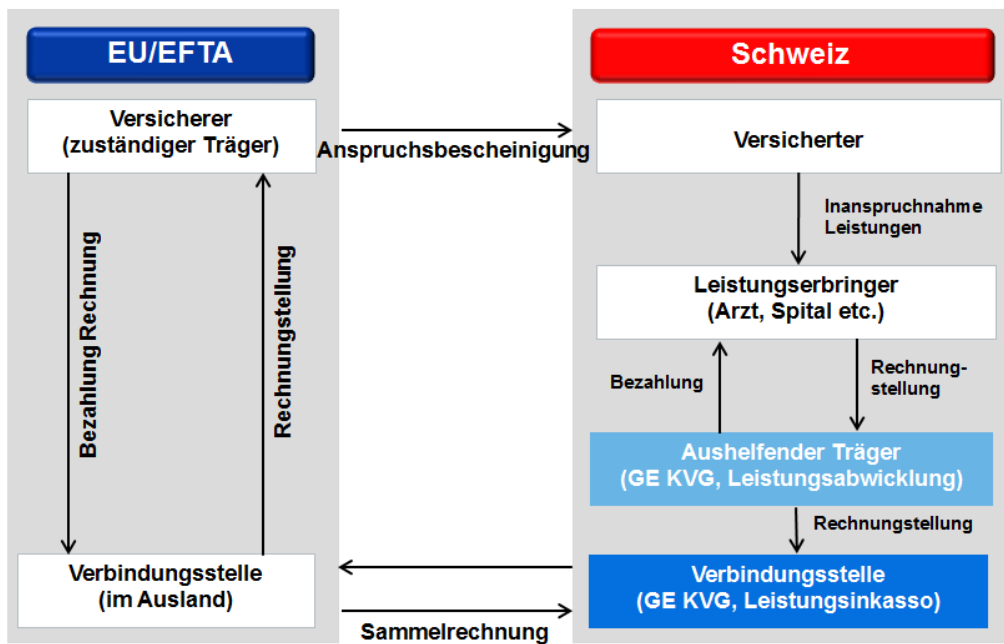 EU/EFTA
Schweiz
Versicherer
(zuständiger Träger)
Anspruchsbescheinigung
Versicherter
Inanspruchnahme
Leistungen
Leistungserbringer
(Arzt, Spital etc.)
Bezahlung Rechnung
Rechnungstellung
Bezahlung
Rechnung-
stellung
Aushelfender Träger
(GE KVG, Leistungsabwicklung)
Rechnungstellung
Verbindungsstelle
(im Ausland)
Verbindungsstelle
(GE KVG, Leistungsinkasso)
Sammelrechnung